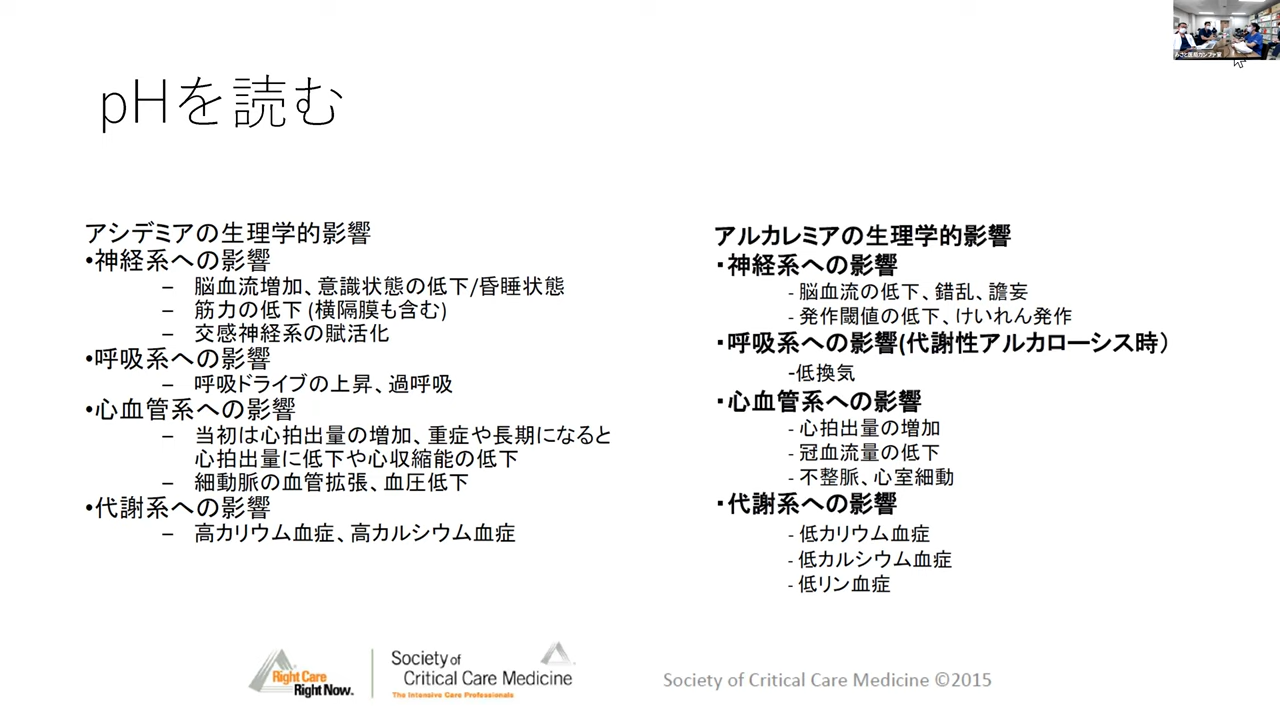 pHを読む
アシデミアの生理学的影響
•神経系への影響
– 脳血流増加、意識状態の低下/昏睡状態
– 筋力の低下 (横隔膜も含む)
– 交感神経系の賦活化
•呼吸系への影響
– 呼吸ドライブの上昇、過呼吸
•心血管系への影響
– 当初は心拍出量の増加、重症や長期になると
心拍出量に低下や心収縮能の低下
– 細動脈の血管拡張、血圧低下
•代謝系への影響
– 高カリウム血症、高カルシウム血症
アルカレミアの生理学的影響
・神経系への影響
- 脳血流の低下、錯乱、譫妄
- 発作閾値の低下、けいれん発作
・呼吸系への影響(代謝性アルカローシス時）
-低換気
・心血管系への影響
- 心拍出量の増加
- 冠血流量の低下
- 不整脈、心室細動
・代謝系への影響
- 低カリウム血症
- 低カルシウム血症
- 低リン血症
Right Care
Right Now.
Society of
Critical Care Medicine
The Intensive Care Professionals
Society of Critical Care Medicine ©2015